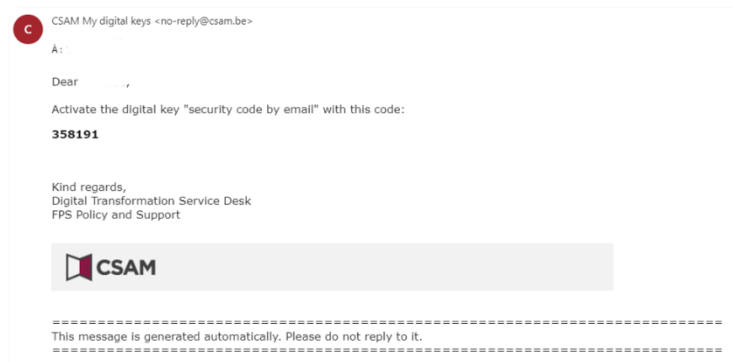 C
CSAM My digital keys <no-reply@csam.be>
À:
Dear ,
Activate the digital key "security code by email" with this code:
358191
Kind regards,
Digital Transformation Service Desk
FPS Policy and Support
CSAM
==========================================================================
This message is generated automatically. Please do not reply to it.
==========================================================================